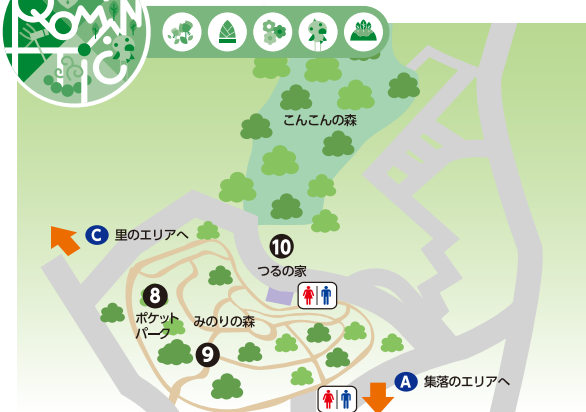 ROMAN
tic
こんこんの森
C 里のエリアへ
10
つるの家
8
ポケット
パーク
みのりの森
9
A 集落のエリアへ